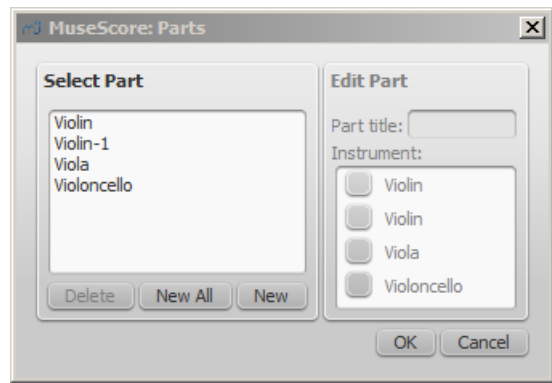 MuseScore: Parts
Select Part
Violin
Violin-1
Viola
Violoncello
Delete
New All
New
Edit Part
Part title:
Instrument:
Violin
Violin
Viola
Violoncello
OK
Cancel